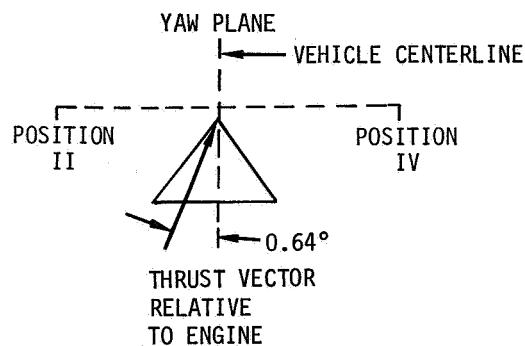 YAW PLANE
VEHICLE CENTERLINE
POSITION
II
POSITION
IV
0.64°
THRUST VECTOR
RELATIVE
TO ENGINE